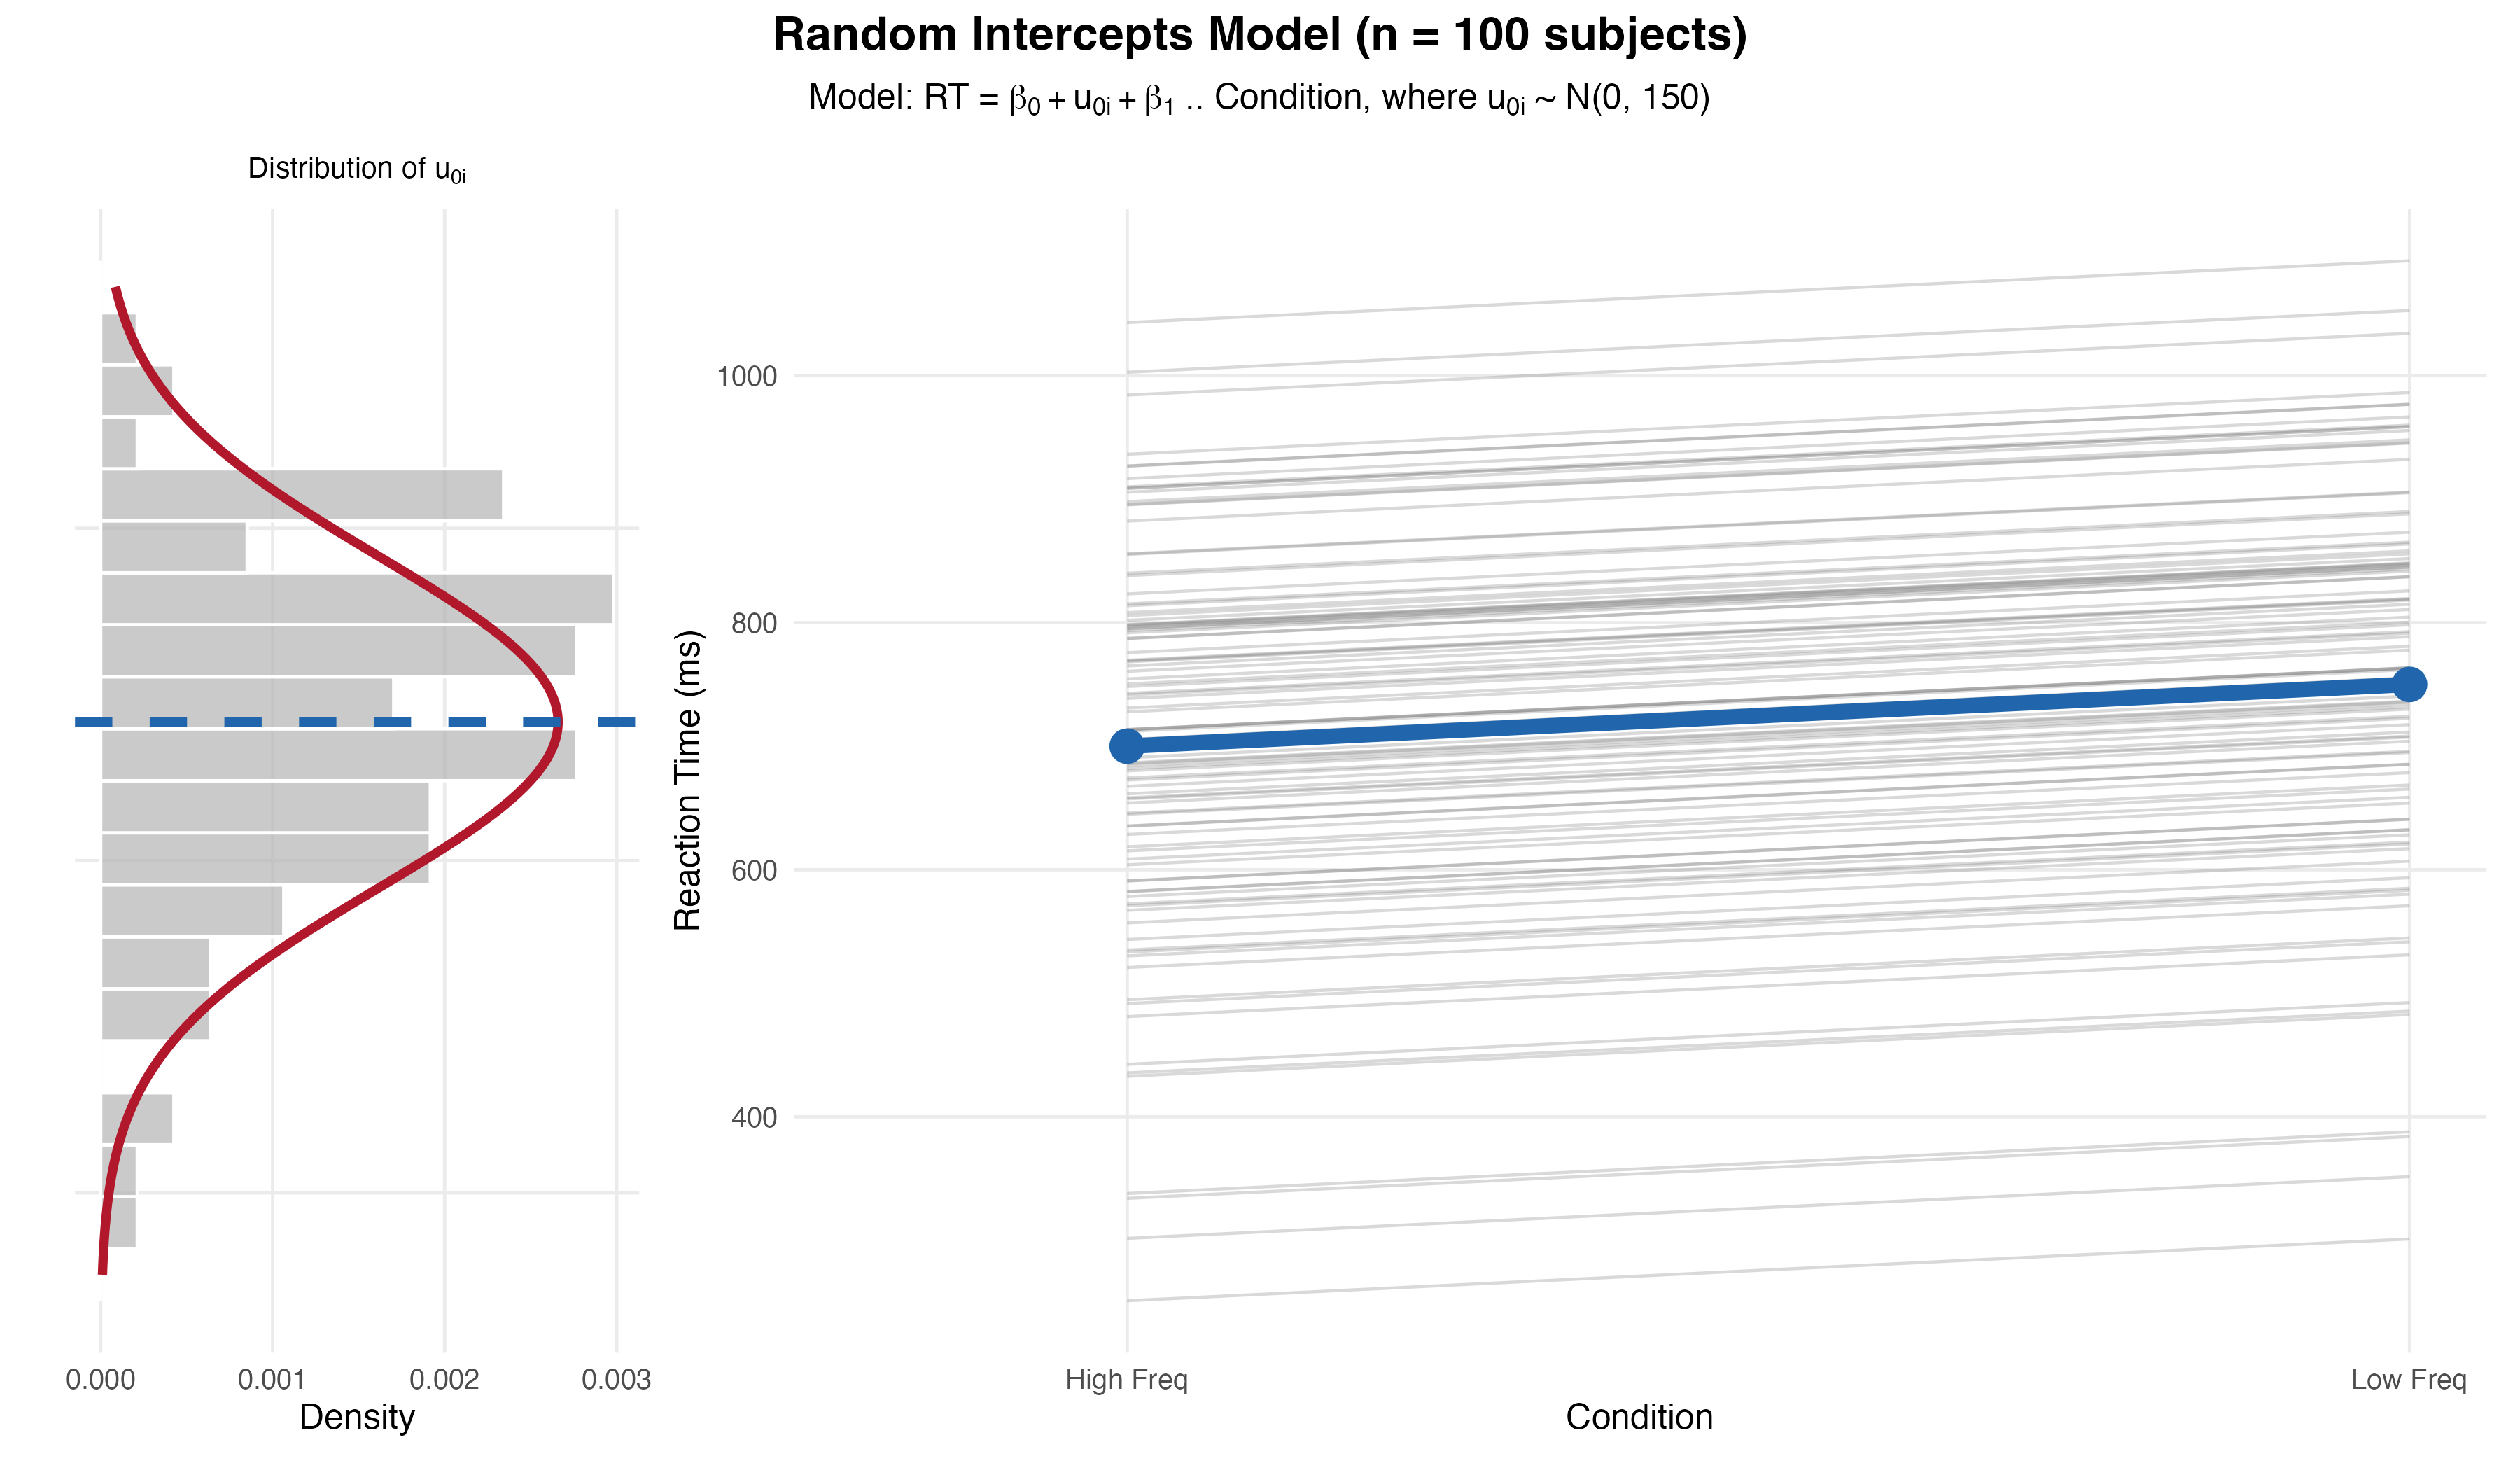 Random Intercepts Model (n = 100 subjects)
Model: RT = β₀ + u₀ᵢ + β₁ .. Condition, where u₀ᵢ ~ N(0, 150)
Distribution of u₀ᵢ
0.000 0.001 0.002 0.003
Density
Reaction Time (ms)
1000
800
600
400
High Freq Low Freq
Condition